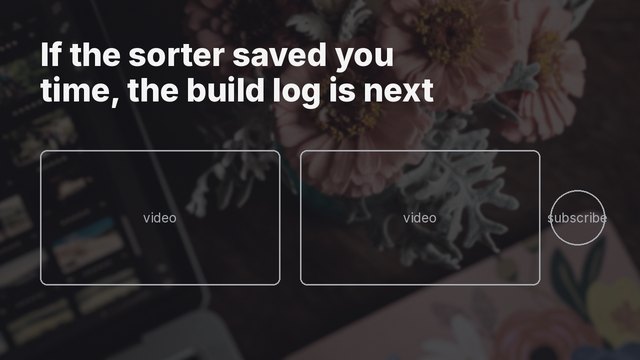 If the sorter saved you
time, the build log is next
video
video
subscribe